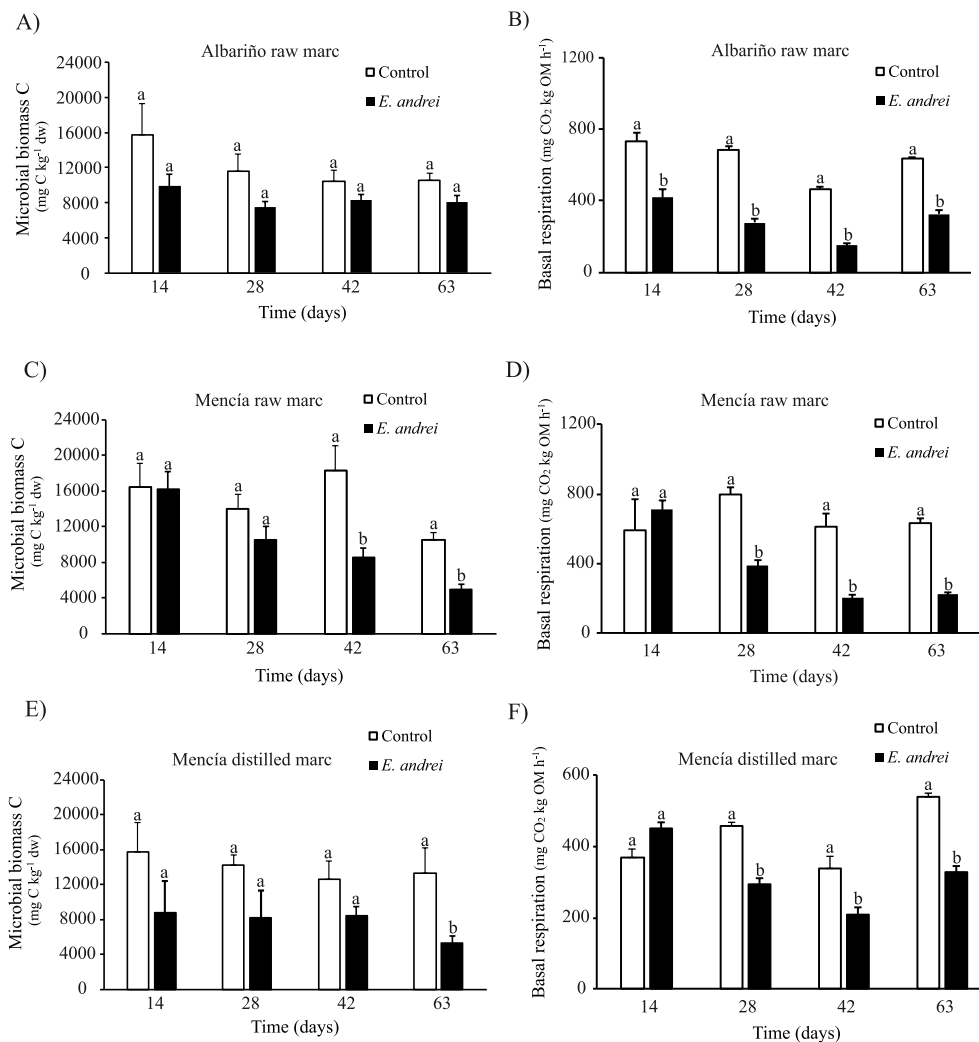 A)
Albariño raw marc
24000
20000
16000
12000
8000
4000
0
Microbial biomass C
(mg C kg⁻¹ dw)
Control
E. andrei
a
a
a
a
a
a
a
a
14 28 42 63
Time (days)
B)
Albariño raw marc
1200
800
400
0
Basal respiration (mg CO₂ kg OM h⁻¹)
Control
E. andrei
a
b
a
b
a
b
a
b
14 28 42 63
Time (days)
C)
Mencía raw marc
24000
20000
16000
12000
8000
4000
0
Microbial biomass C
(mg C kg⁻¹ dw)
Control
E. andrei
a
a
a
a
a
b
a
b
14 28 42 63
Time (days)
D)
Mencía raw marc
1200
800
400
0
Basal respiration (mg CO₂ kg OM h⁻¹)
Control
E. andrei
a
a
a
b
a
b
a
b
14 28 42 63
Time (days)
E)
Mencía distilled marc
24000
20000
16000
12000
8000
4000
0
Microbial biomass C
(mg C kg⁻¹ dw)
Control
E. andrei
a
a
a
a
a
a
a
b
14 28 42 63
Time (days)
F)
Mencía distilled marc
600
400
200
0
Basal respiration (mg CO₂ kg OM h⁻¹)
Control
E. andrei
a
a
a
b
a
b
a
b
14 28 42 63
Time (days)